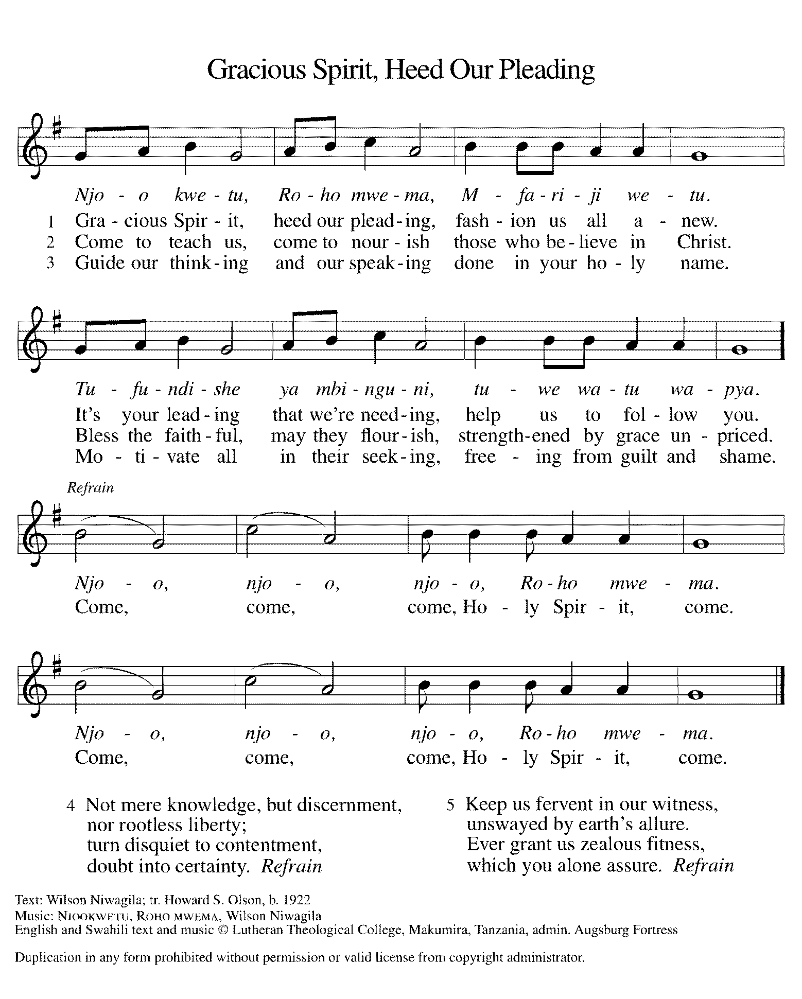 Gracious Spirit, Heed Our Pleading
Njo - o kwe - tu, Ro - ho mwe - ma, M - fa - ri - ji we - tu.
1 Gra - cious Spir - it, heed our plead - ing, fash - ion us all a - new.
2 Come to teach us, come to nour - ish those who be - lieve in Christ.
3 Guide our think - ing and our speak - ing done in your ho - ly name.
Tu - fu - ndi - she ya mbi - ngu - ni, tu - we wa - tu wa - pya.
It's your lead - ing that we're need - ing, help us to fol - low you.
Bless the faith - ful, may they flour - ish, strength - ened by grace un - priced.
Mo - ti - vate all in their seek - ing, free - ing from guilt and shame.
Refrain
Njo - o, njo - o, njo - o, Ro - ho mwe - ma.
Come, come, come, Ho - ly Spir - it, come.
Njo - o, njo - o, njo - o, Ro - ho mwe - ma.
Come, come, come, Ho - ly Spir - it, come.
4 Not mere knowledge, but discernment,
nor rootless liberty;
turn disquiet to contentment,
doubt into certainty. Refrain
5 Keep us fervent in our witness,
unswayed by earth's allure.
Ever grant us zealous fitness,
which you alone assure. Refrain
Text: Wilson Niwagila; tr. Howard S. Olson, b. 1922
Music: NJOOKWETU, ROHO MWEMA, Wilson Niwagila
English and Swahili text and music © Lutheran Theological College, Makumira, Tanzania, admin. Augsburg Fortress
Duplication in any form prohibited without permission or valid license from copyright administrator.